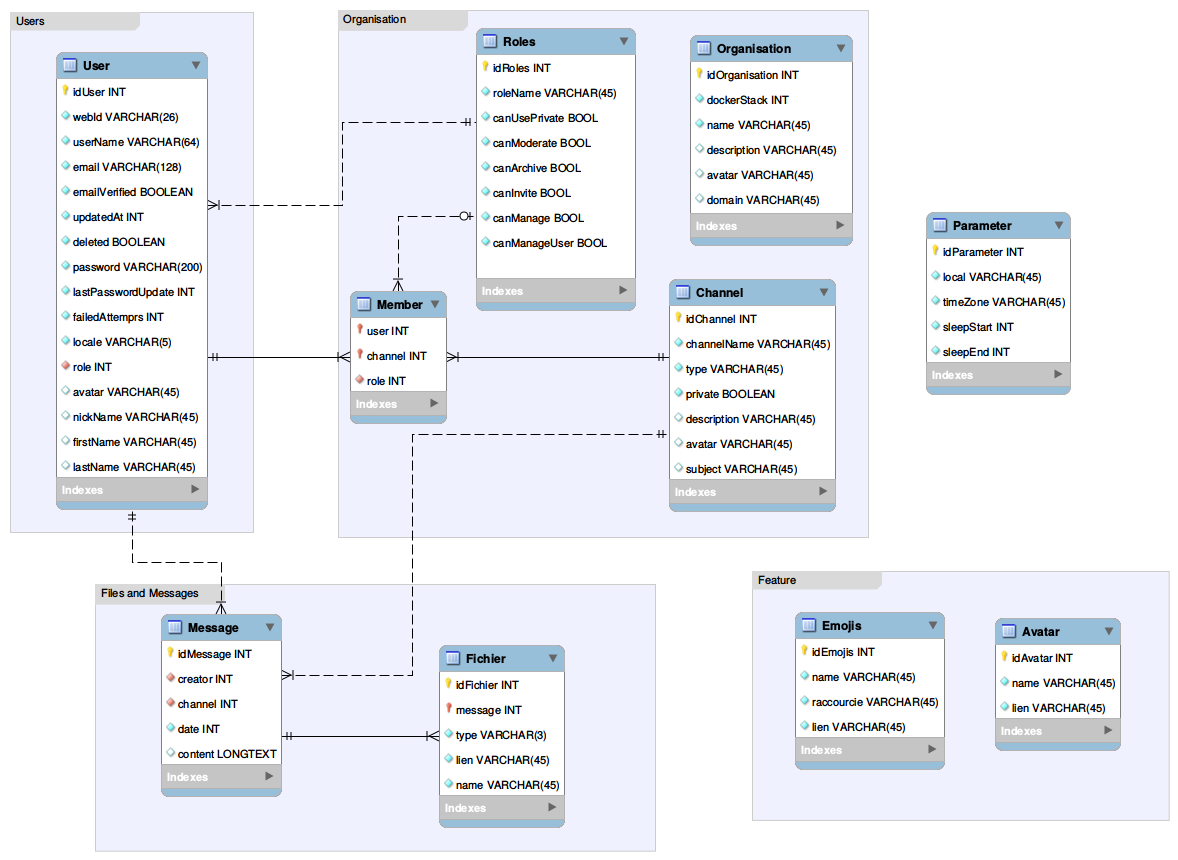 Users
User
idUser INT
webId VARCHAR(26)
userName VARCHAR(64)
email VARCHAR(128)
emailVerified BOOLEAN
updatedAt INT
deleted BOOLEAN
password VARCHAR(200)
lastPasswordUpdate INT
failedAttemprs INT
locale VARCHAR(5)
role INT
avatar VARCHAR(45)
nickName VARCHAR(45)
firstName VARCHAR(45)
lastName VARCHAR(45)
Indexes
Organisation
Roles
idRoles INT
roleName VARCHAR(45)
canUsePrivate BOOL
canModerate BOOL
canArchive BOOL
canInvite BOOL
canManage BOOL
canManageUser BOOL
Indexes
Organisation
idOrganisation INT
dockerStack INT
name VARCHAR(45)
description VARCHAR(45)
avatar VARCHAR(45)
domain VARCHAR(45)
Indexes
Member
user INT
channel INT
role INT
Indexes
Channel
idChannel INT
channelName VARCHAR(45)
type VARCHAR(45)
private BOOLEAN
description VARCHAR(45)
avatar VARCHAR(45)
subject VARCHAR(45)
Indexes
Parameter
idParameter INT
local VARCHAR(45)
timeZone VARCHAR(45)
sleepStart INT
sleepEnd INT
Indexes
Files and Messages
Message
idMessage INT
creator INT
channel INT
date INT
content LONGTEXT
Indexes
Fichier
idFichier INT
message INT
type VARCHAR(3)
lien VARCHAR(45)
name VARCHAR(45)
Indexes
Feature
Emojis
idEmojis INT
name VARCHAR(45)
raccourcie VARCHAR(45)
lien VARCHAR(45)
Indexes
Avatar
idAvatar INT
name VARCHAR(45)
lien VARCHAR(45)
Indexes